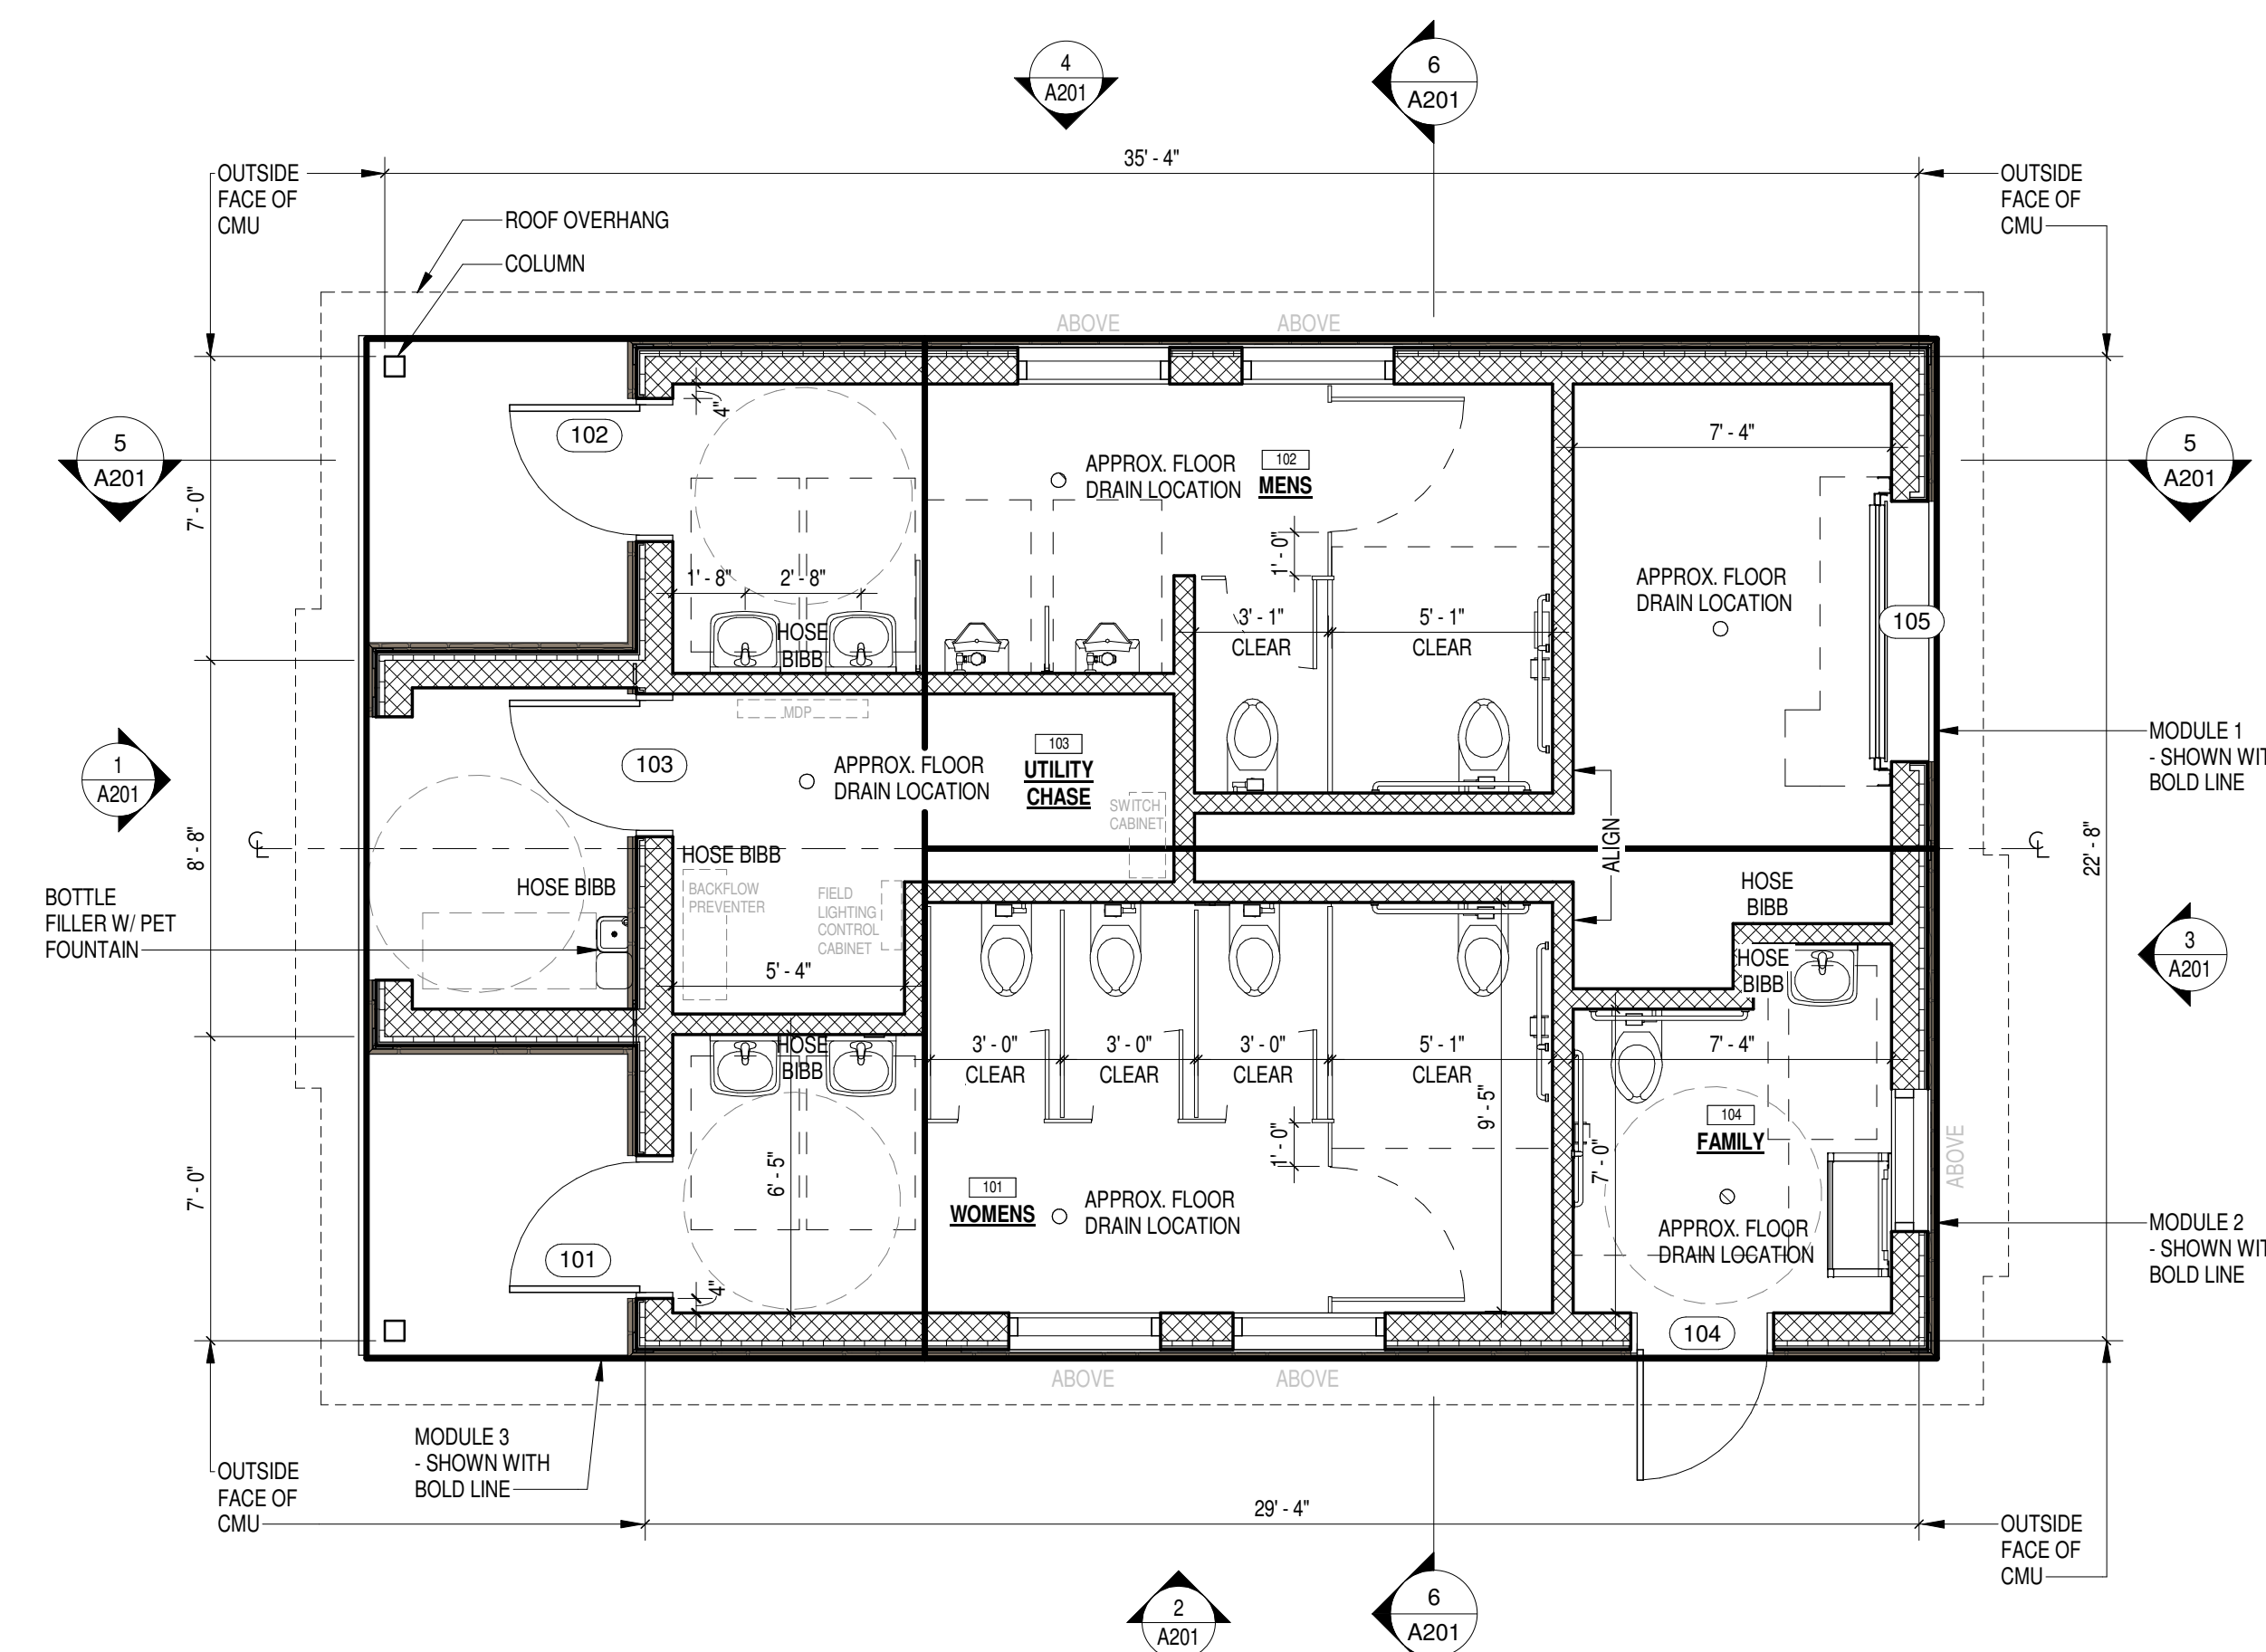 4
A201
6
A201
35' - 4"
OUTSIDE
FACE OF
CMU
OUTSIDE
FACE OF
CMU
ROOF OVERHANG
COLUMN
ABOVE
ABOVE
102
4"
5
A201
7' - 0"
APPROX. FLOOR
DRAIN LOCATION
102
MENS
7' - 4"
5
A201
1' - 0"
1' - 8"
2' - 8"
HOSE
BIBB
3' - 1"
CLEAR
5' - 1"
CLEAR
APPROX. FLOOR
DRAIN LOCATION
105
MDP
103
APPROX. FLOOR
DRAIN LOCATION
103
UTILITY
CHASE
SWITCH
CABINET
MODULE 1
- SHOWN WIT
BOLD LINE
1
A201
8' - 8"
CL
ALIGN
CL
22' - 8"
HOSE BIBB
HOSE BIBB
BACKFLOW
PREVENTER
FIELD
LIGHTING
CONTROL
CABINET
HOSE
BIBB
BOTTLE
FILLER W/ PET
FOUNTAIN
3
A201
5' - 4"
HOSE
BIBB
HOSE
BIBB
3' - 0"
CLEAR
3' - 0"
CLEAR
3' - 0"
CLEAR
5' - 1"
CLEAR
7' - 4"
9' - 5"
1' - 0"
7' - 0"
104
FAMILY
ABOVE
7' - 0"
6' - 5"
101
WOMENS
APPROX. FLOOR
DRAIN LOCATION
APPROX. FLOOR
DRAIN LOCATION
MODULE 2
- SHOWN WIT
BOLD LINE
101
4"
104
ABOVE
ABOVE
MODULE 3
- SHOWN WITH
BOLD LINE
OUTSIDE
FACE OF
CMU
29' - 4"
OUTSIDE
FACE OF
CMU
2
A201
6
A201